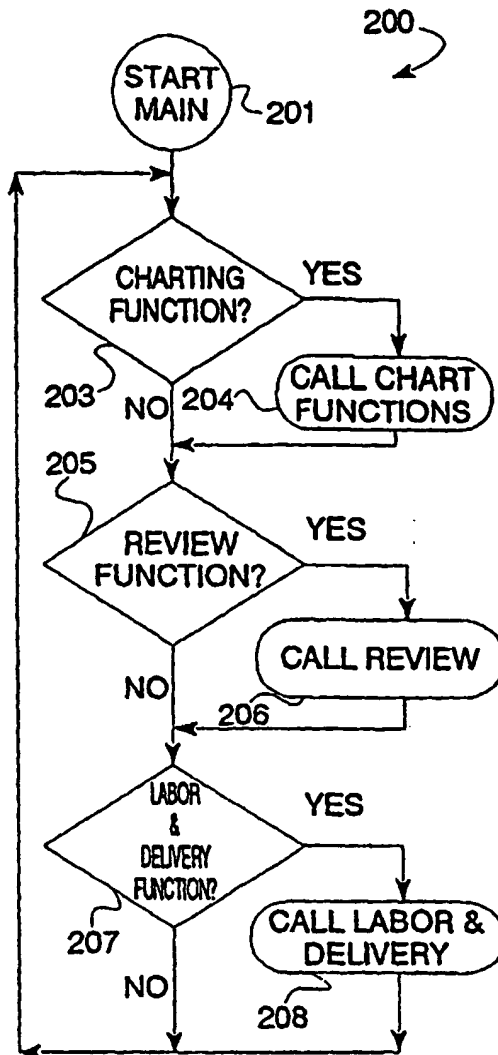 200
START
MAIN
201
CHARTING
FUNCTION?
YES
203
NO
204
CALL CHART
FUNCTIONS
205
REVIEW
FUNCTION?
YES
CALL REVIEW
NO
206
LABOR
&
DELIVERY
FUNCTION?
YES
207
CALL LABOR &
DELIVERY
NO
208